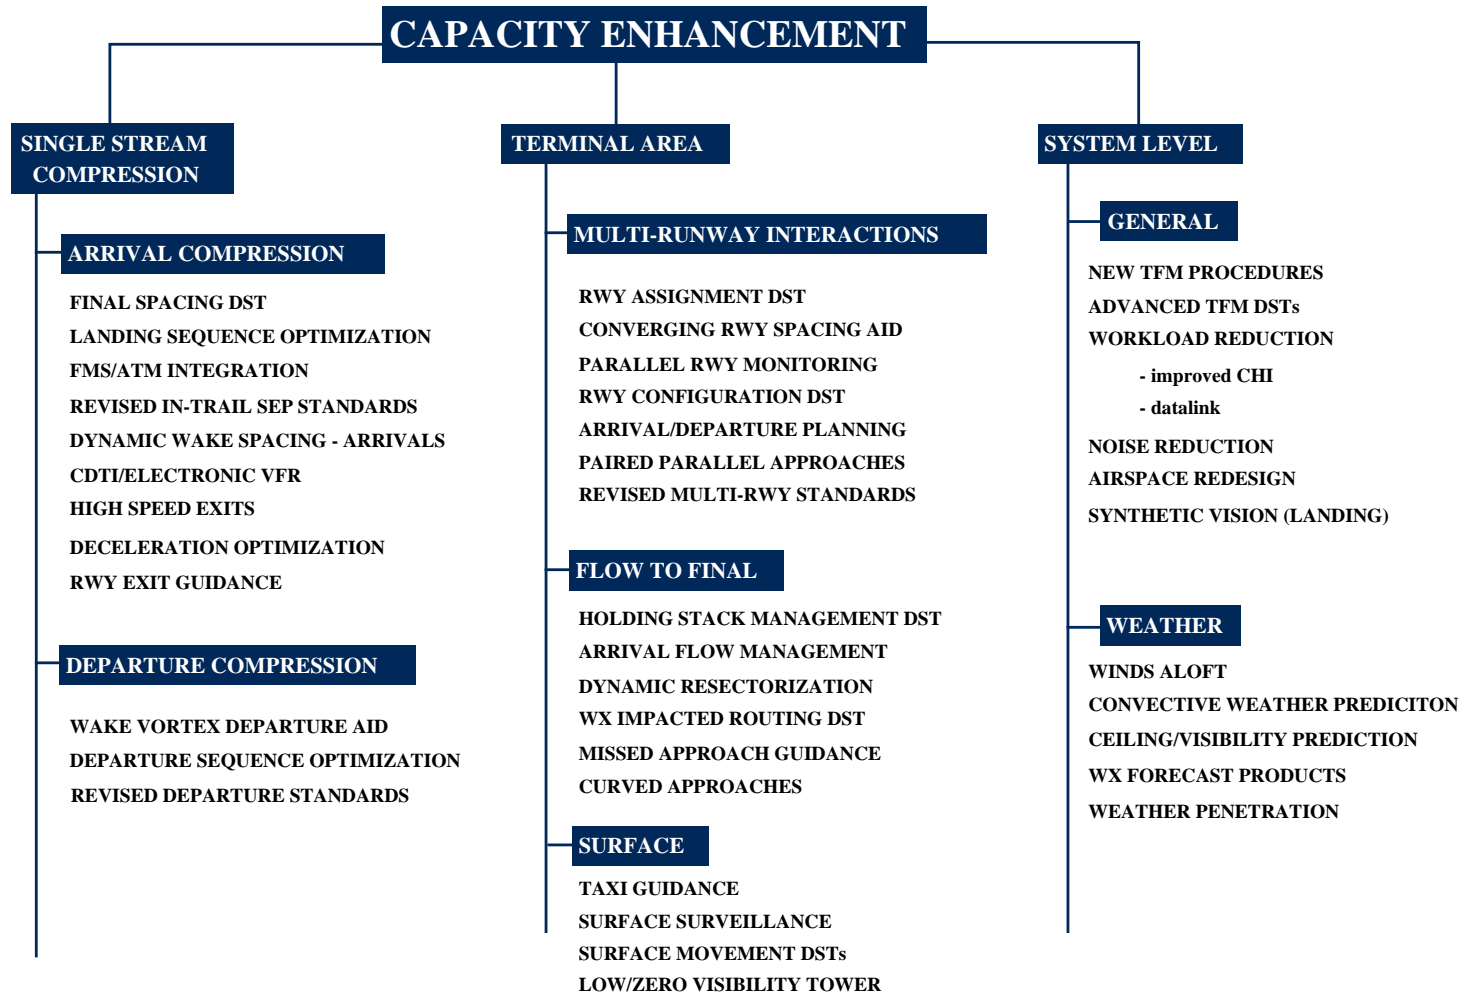 CAPACITY ENHANCEMENT
SINGLE STREAM
COMPRESSION
ARRIVAL COMPRESSION
FINAL SPACING DST
LANDING SEQUENCE OPTIMIZATION
FMS/ATM INTEGRATION
REVISED IN-TRAIL SEP STANDARDS
DYNAMIC WAKE SPACING - ARRIVALS
CDTI/ELECTRONIC VFR
HIGH SPEED EXITS
DECELERATION OPTIMIZATION
RWY EXIT GUIDANCE
DEPARTURE COMPRESSION
WAKE VORTEX DEPARTURE AID
DEPARTURE SEQUENCE OPTIMIZATION
REVISED DEPARTURE STANDARDS
TERMINAL AREA
MULTI-RUNWAY INTERACTIONS
RWY ASSIGNMENT DST
CONVERGING RWY SPACING AID
PARALLEL RWY MONITORING
RWY CONFIGURATION DST
ARRIVAL/DEPARTURE PLANNING
PAIRED PARALLEL APPROACHES
REVISED MULTI-RWY STANDARDS
FLOW TO FINAL
HOLDING STACK MANAGEMENT DST
ARRIVAL FLOW MANAGEMENT
DYNAMIC RESECTORIZATION
WX IMPACTED ROUTING DST
MISSED APPROACH GUIDANCE
CURVED APPROACHES
SURFACE
TAXI GUIDANCE
SURFACE SURVEILLANCE
SURFACE MOVEMENT DSTs
LOW/ZERO VISIBILITY TOWER
SYSTEM LEVEL
GENERAL
NEW TFM PROCEDURES
ADVANCED TFM DSTs
WORKLOAD REDUCTION
- improved CHI
- datalink
NOISE REDUCTION
AIRSPACE REDESIGN
SYNTHETIC VISION (LANDING)
WEATHER
WINDS ALOFT
CONVECTIVE WEATHER PREDICITON
CEILING/VISIBILITY PREDICTION
WX FORECAST PRODUCTS
WEATHER PENETRATION